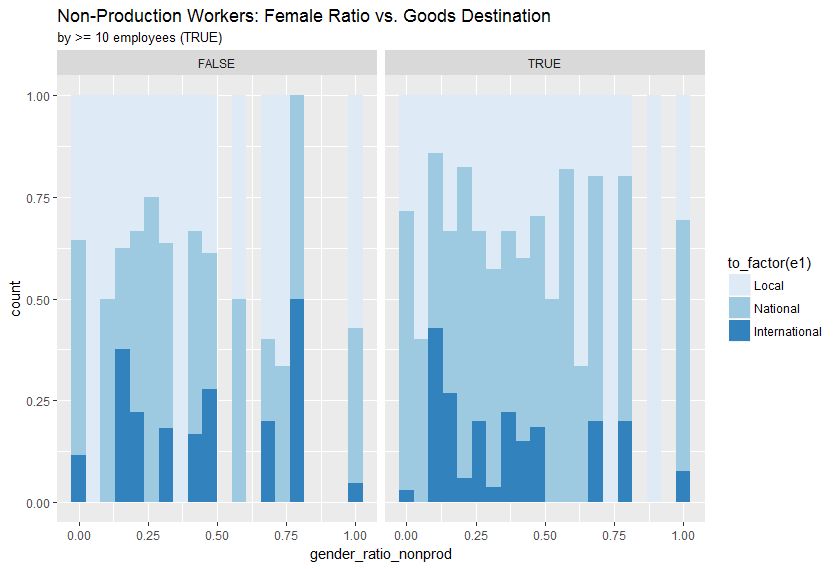 Non-Production Workers: Female Ratio vs. Goods Destination
by >= 10 employees (TRUE)
FALSE
TRUE
1.00
0.75
0.50
0.25
0.00
count
0.00 0.25 0.50 0.75 1.00
0.00 0.25 0.50 0.75 1.00
gender_ratio_nonprod
to_factor(e1)
Local
National
International